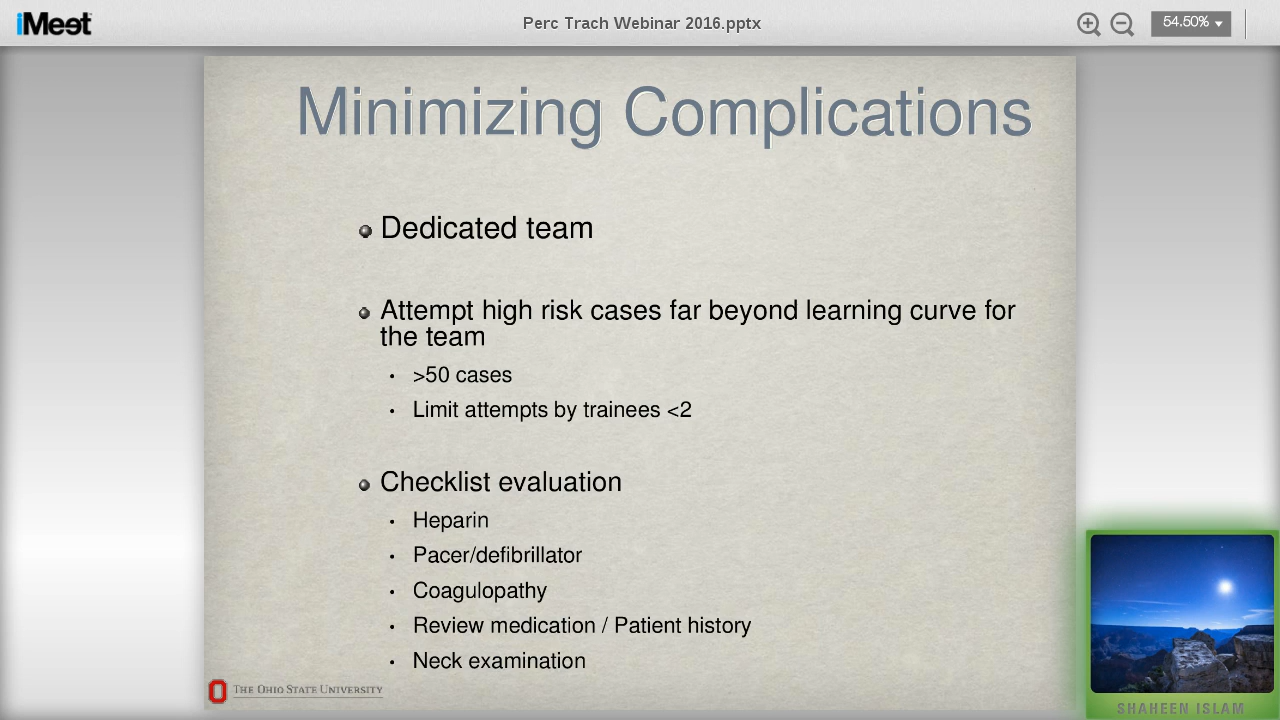 iMeet
Perc Trach Webinar 2016.pptx
54.50%
Minimizing Complications
Dedicated team
Attempt high risk cases far beyond learning curve for
the team
>50 cases
Limit attempts by trainees <2
Checklist evaluation
Heparin
Pacer/defibrillator
Coagulopathy
Review medication / Patient history
Neck examination
THE OHIO STATE UNIVERSITY
SHAHEEN ISLAM